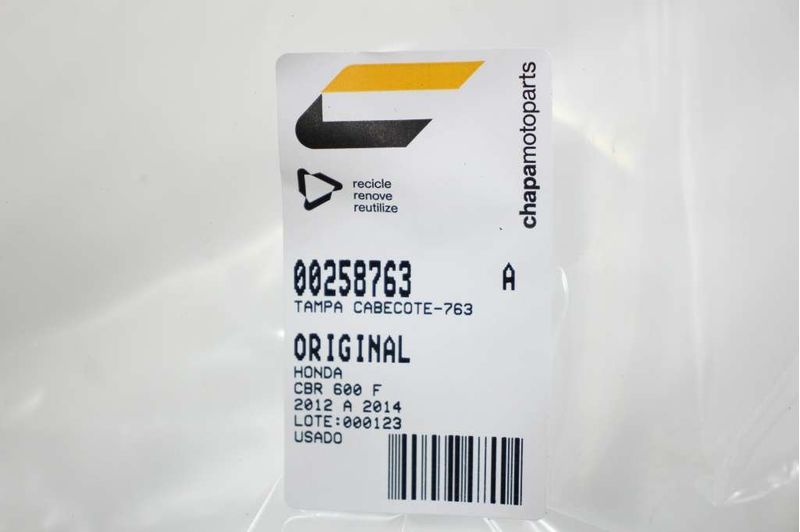 chapamotoparts
recicle
renove
reutilize
00258763 A
TAMPA CABECOTE-763
ORIGINAL
HONDA
CBR 600 F
2012 A 2014
LOTE:000123
USADO